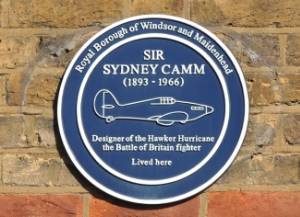 Royal Borough of Windsor and Maidenhead
SIR
SYDNEY CAMM
(1893 - 1966)
Designer of the Hawker Hurricane
the Battle of Britain fighter
Lived here